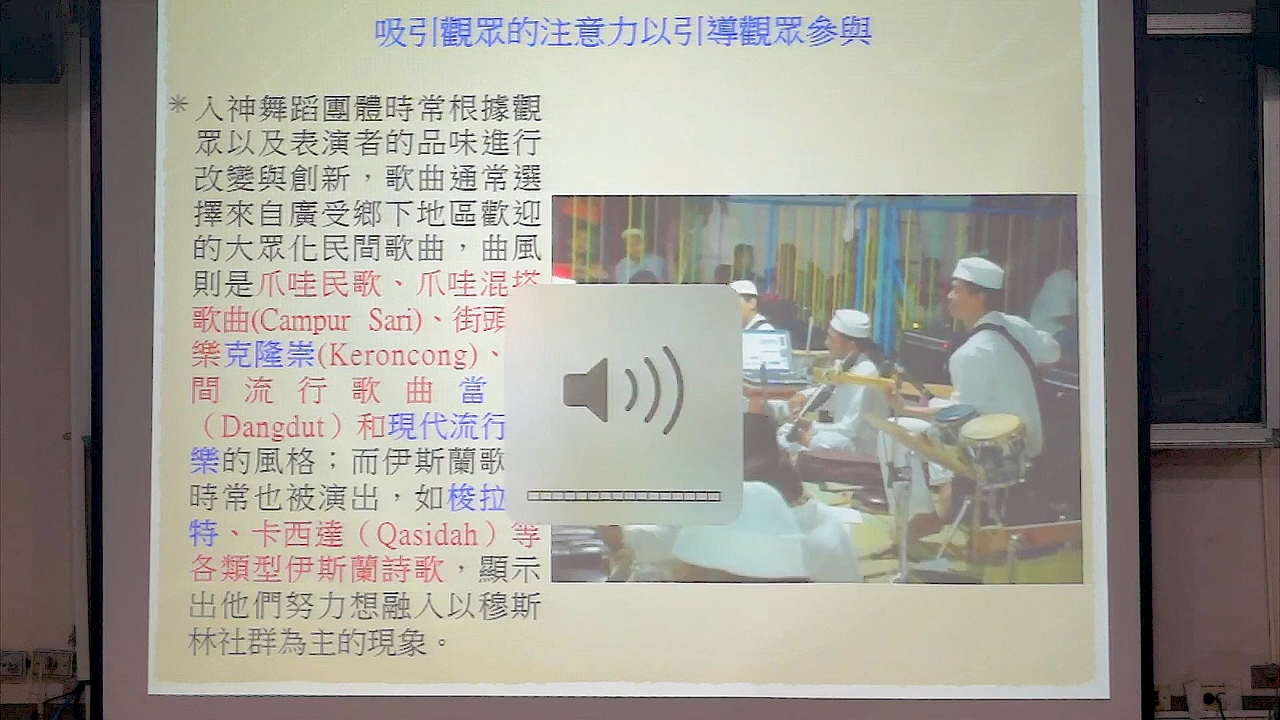 吸引觀眾的注意力以引導觀眾參與
入神舞蹈團體時常根據觀
眾以及表演者的品味進行
改變與創新，歌曲通常選
擇來自廣受鄉下地區歡迎
的大眾化民間歌曲，曲風
則是爪哇民歌、爪哇混塔
歌曲(Campur Sari)、街頭
樂克隆崇(Keroncong)、
間流行歌曲當
（Dangdut）和現代流行
樂的風格；而伊斯蘭歌
時常也被演出，如梭拉
特、卡西達（Qasidah）等
各類型伊斯蘭詩歌，顯示
出他們努力想融入以穆斯
林社群為主的現象。